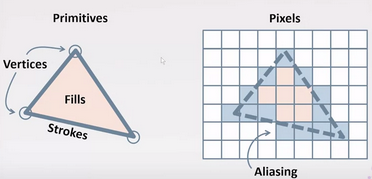 Primitives
Pixels
Vertices
Fills
Strokes
Aliasing